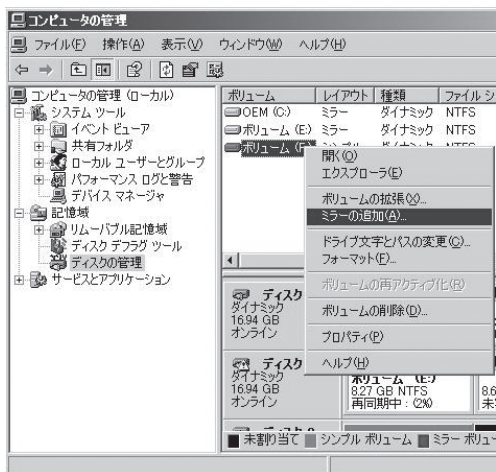 コンピュータの管理
ファイル(F) 操作(A) 表示(V) ウィンドウ(W) ヘルプ(H)
コンピュータの管理 (ローカル)
システム ツール
イベント ビューア
共有フォルダ
ローカル ユーザーとグループ
パフォーマンス ログと警告
デバイス マネージャ
記憶域
リムーバブル記憶域
ディスク デフラグ ツール
ディスクの管理
サービスとアプリケーション
ボリューム レイアウト 種類 ファイル シ
OEM (C:) ミラー ダイナミック NTFS
ボリューム (E:) ミラー ダイナミック NTFS
ボリューム
開く(O)
エクスプローラ(E)
ボリュームの拡張(X)...
ミラーの追加(A)...
ドライブ文字とパスの変更(C)...
フォーマット(F)...
ボリュームの再アクティブ化(R)
ボリュームの削除(D)...
プロパティ(P)
ヘルプ(H)
ディスク
ダイナミック
16.94 GB
オンライン
ディスク
ダイナミック
16.94 GB
オンライン
ボリューム (E:)
8.27 GB NTFS
再同期中 : (2%)
8.6
未
未割り当て シンプル ボリューム ミラー ボリュー